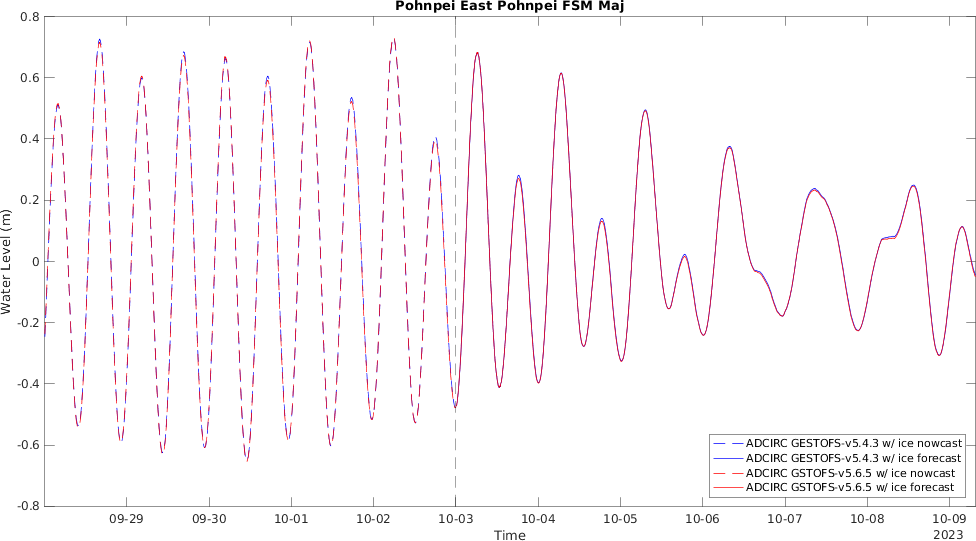 Pohnpei East Pohnpei FSM Maj
0.8
0.6
0.4
0.2
0
-0.2
-0.4
-0.6
-0.8
Water Level (m)
ADCIRC GESTOFS-v5.4.3 w/ ice nowcast
ADCIRC GESTOFS-v5.4.3 w/ ice forecast
ADCIRC GSTOFS-v5.6.5 w/ ice nowcast
ADCIRC GSTOFS-v5.6.5 w/ ice forecast
09-29 09-30 10-01 10-02 10-03 10-04 10-05 10-06 10-07 10-08 10-09
Time
2023